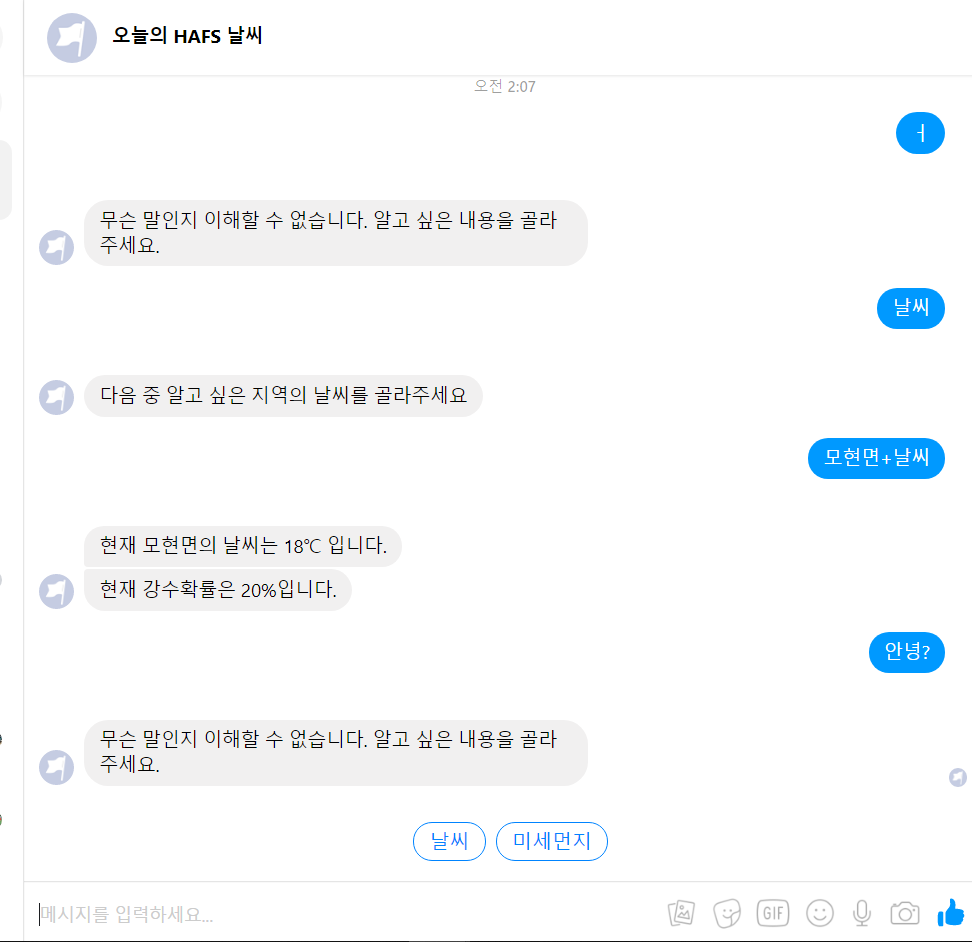 오늘의 HAFS 날씨
오전 2:07
ㅓ
무슨 말인지 이해할 수 없습니다. 알고 싶은 내용을 골라
주세요.
날씨
다음 중 알고 싶은 지역의 날씨를 골라주세요
모현면+날씨
현재 모현면의 날씨는 18℃ 입니다.
현재 강수확률은 20%입니다.
안녕?
무슨 말인지 이해할 수 없습니다. 알고 싶은 내용을 골라
주세요.
날씨 미세먼지
메시지를 입력하세요...
GIF